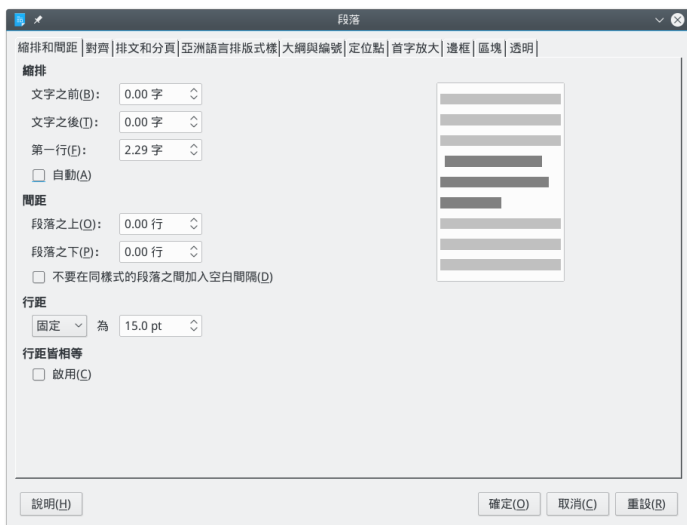 段落
縮排和間距 對齊 排文和分頁 亞洲語言排版式樣 大綱與編號 定位點 首字放大 邊框 區塊 透明
縮排
文字之前(B): 0.00 字
文字之後(T): 0.00 字
第一行(F): 2.29 字
自動(A)
間距
段落之上(O): 0.00 行
段落之下(P): 0.00 行
不要在同樣式的段落之間加入空白間隔(D)
行距
固定 為 15.0 pt
行距皆相等
啟用(C)
說明(H) 確定(O) 取消(C) 重設(R)